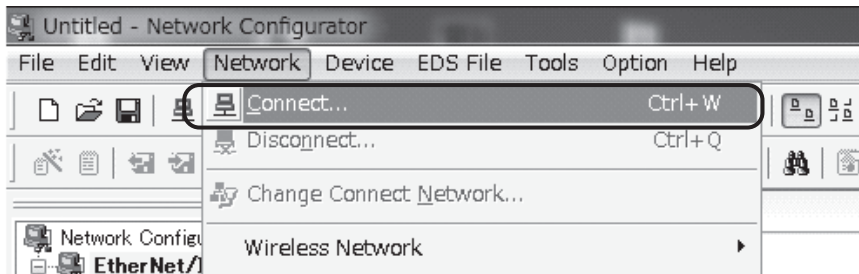 Untitled - Network Configurator
File Edit View Network Device EDS File Tools Option Help
Connect... Ctrl+W
Disconnect... Ctrl+Q
Change Connect Network...
Wireless Network
Network
EtherNet/